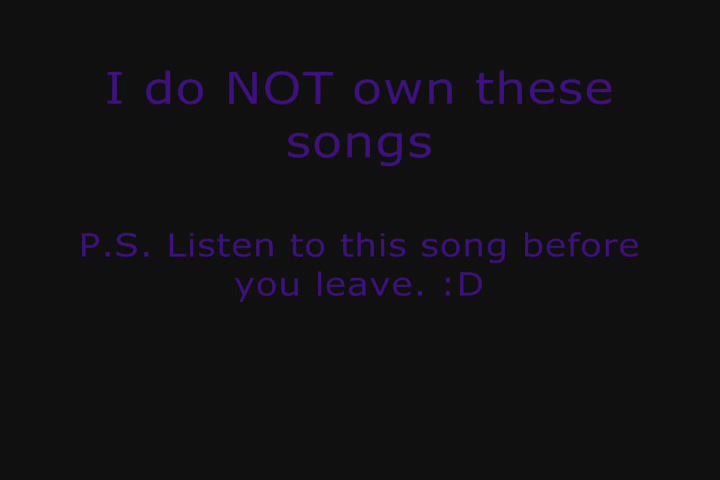 I do NOT own these
songs
P.S. Listen to this song before
you leave. :D